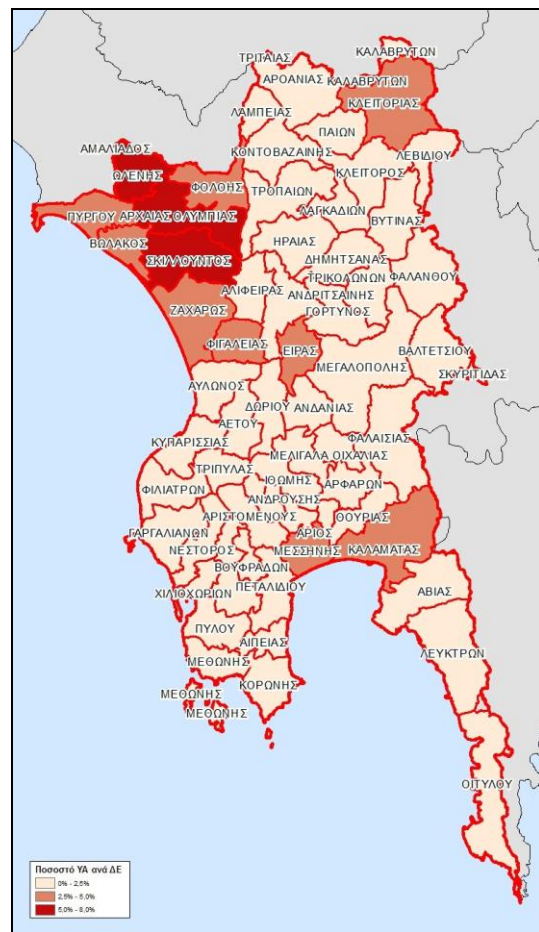 ΚΑΛΑΒΡΥΤΩΝ
ΤΡΙΤΑΙΑΣ
ΑΡΟΑΝΙΑΣ
ΚΑΛΑΒΡΥΤΩΝ
ΚΛΕΙΤΟΡΙΑΣ
ΛΑΜΠΕΙΑΣ
ΠΑΙΩΝ
ΑΜΑΛΙΑΔΟΣ
ΚΟΝΤΟΒΑΖΑΙΝΗΣ
ΛΕΒΙΔΙΟΥ
ΩΛΕΝΗΣ
ΚΛΕΙΤΟΡΟΣ
ΦΟΛΟΗΣ
ΤΡΟΠΑΙΩΝ
ΛΑΓΚΑΔΙΩΝ
ΠΥΡΓΟΥ
ΑΡΧΑΙΑΣ ΟΛΥΜΠΙΑΣ
ΒΥΤΙΝΑΣ
ΒΩΛΑΚΟΣ
ΗΡΑΙΑΣ
ΣΚΙΛΛΟΥΝΤΟΣ
ΔΗΜΗΤΣΑΝΑΣ
ΤΡΙΚΟΛΩΝΩΝ
ΦΑΛΑΝΘΟΥ
ΑΛΙΦΕΙΡΑΣ
ΑΝΔΡΙΤΣΑΙΝΗΣ
ΖΑΧΑΡΩΣ
ΓΟΡΤΥΝΟΣ
ΦΙΓΑΛΕΙΑΣ
ΕΙΡΑΣ
ΒΑΛΤΕΤΣΙΟΥ
ΜΕΓΑΛΟΠΟΛΗΣ
ΣΚΥΡΙΤΙΔΑΣ
ΑΥΛΩΝΟΣ
ΔΩΡΙΟΥ
ΑΝΔΑΝΙΑΣ
ΑΕΤΟΥ
ΚΥΠΑΡΙΣΣΙΑΣ
ΦΑΛΑΙΣΙΑΣ
ΜΕΛΙΓΑΛΑ
ΟΙΧΑΛΙΑΣ
ΤΡΙΠΥΛΑΣ
ΙΘΩΜΗΣ
ΑΡΦΑΡΩΝ
ΦΙΛΙΑΤΡΩΝ
ΑΝΔΡΟΥΣΗΣ
ΑΡΙΣΤΟΜΕΝΟΥΣ
ΘΟΥΡΙΑΣ
ΓΑΡΓΑΛΙΑΝΩΝ
ΑΡΙΟΣ
ΝΕΣΤΟΡΟΣ
ΜΕΣΣΗΝΗΣ
ΚΑΛΑΜΑΤΑΣ
ΒΟΥΦΡΑΔΩΝ
ΧΙΛΙΟΧΩΡΙΩΝ
ΠΕΤΑΛΙΔΙΟΥ
ΑΒΙΑΣ
ΠΥΛΟΥ
ΑΙΠΕΙΑΣ
ΛΕΥΚΤΡΩΝ
ΜΕΘΩΝΗΣ
ΚΟΡΩΝΗΣ
ΜΕΘΩΝΗΣ
ΜΕΘΩΝΗΣ
ΟΙΤΥΛΟΥ
Ποσοστό ΥΑ ανά ΔΕ
0% - 2,5%
2,5% - 5,0%
5,0% - 8,0%